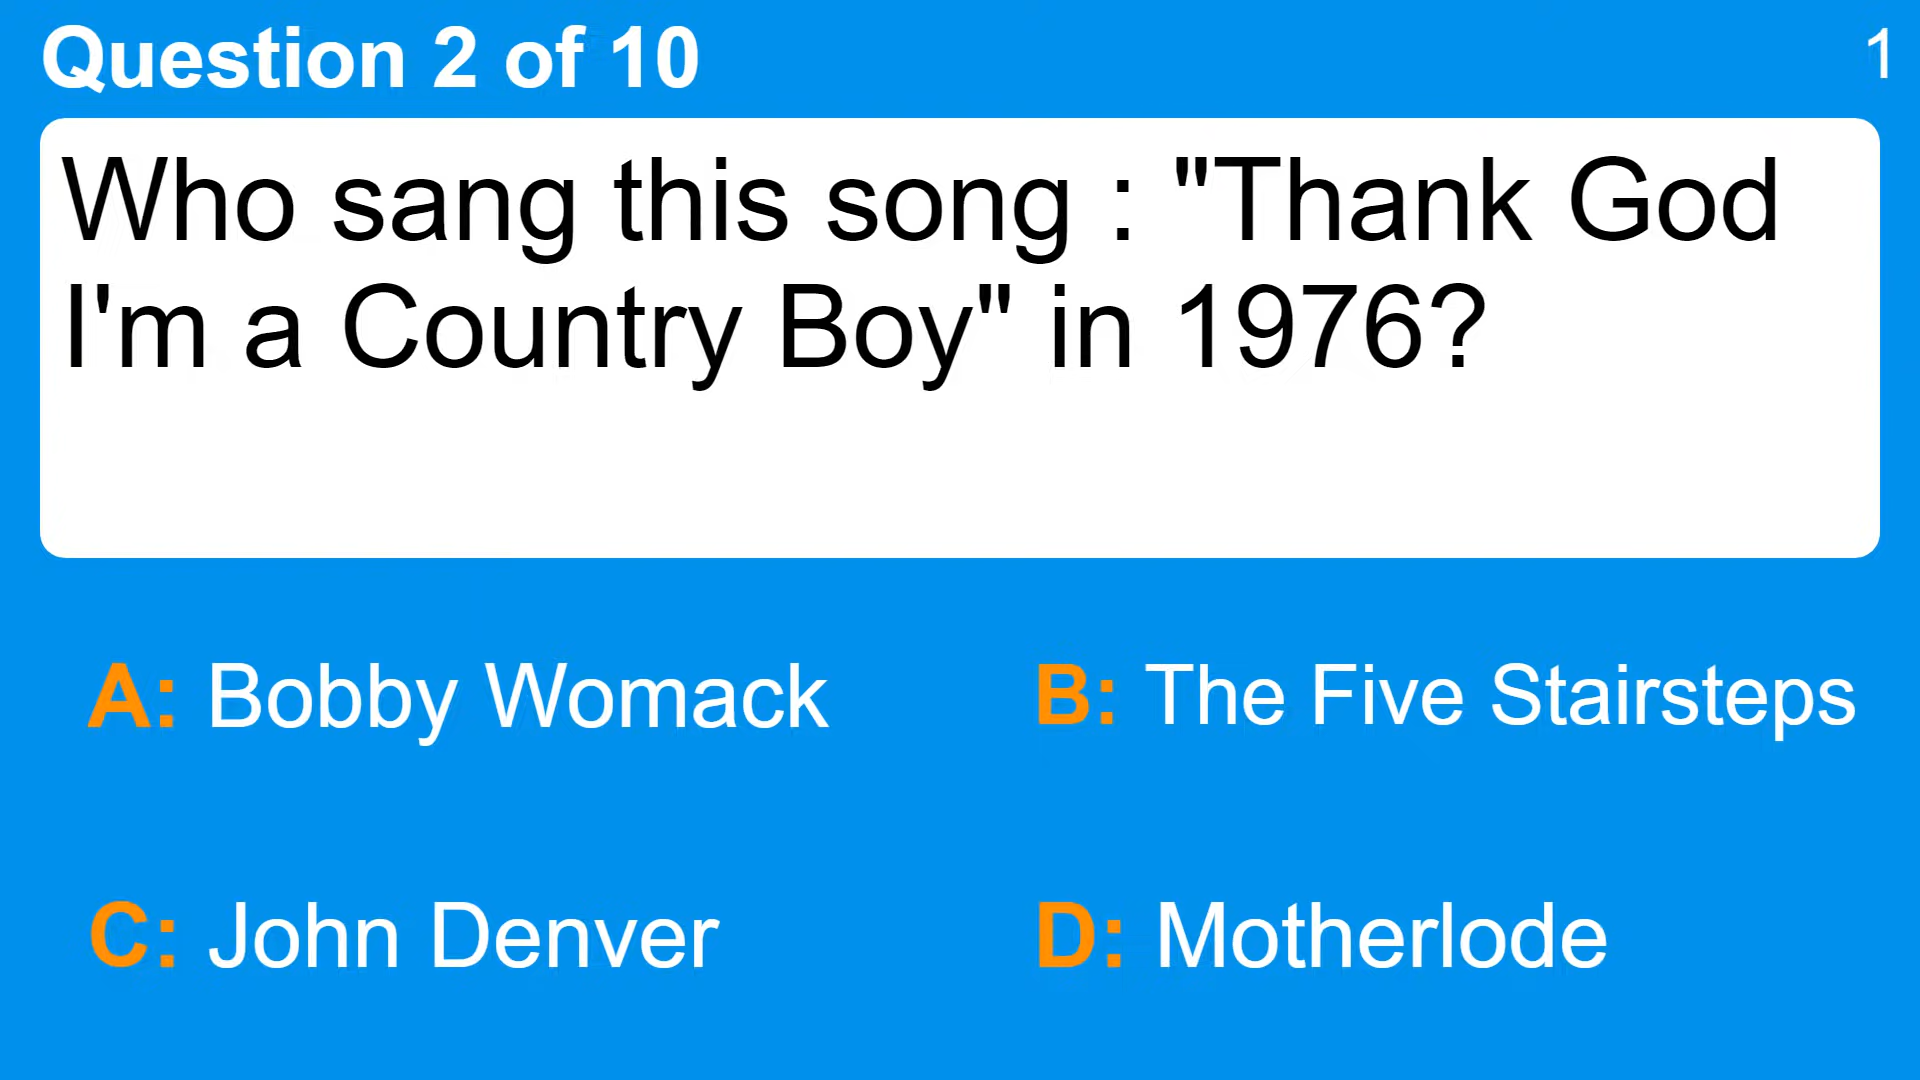 Question 2 of 10
1
Who sang this song : "Thank God
I'm a Country Boy" in 1976?
A: Bobby Womack
B: The Five Stairsteps
C: John Denver
D: Motherlode